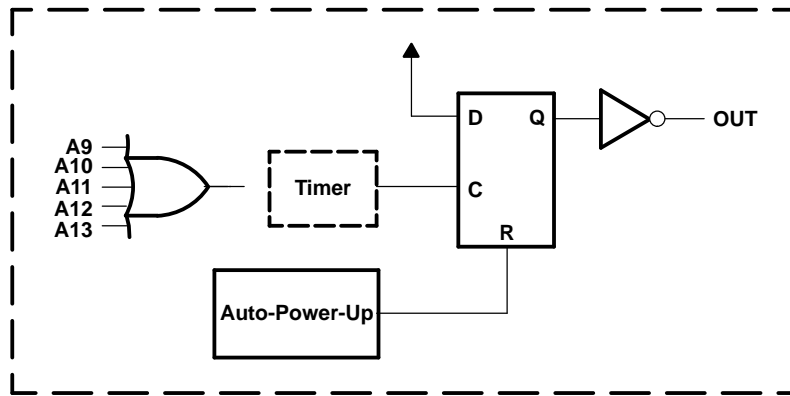 A9
A10
A11
A12
A13
Timer
D
Q
C
R
OUT
Auto-Power-Up